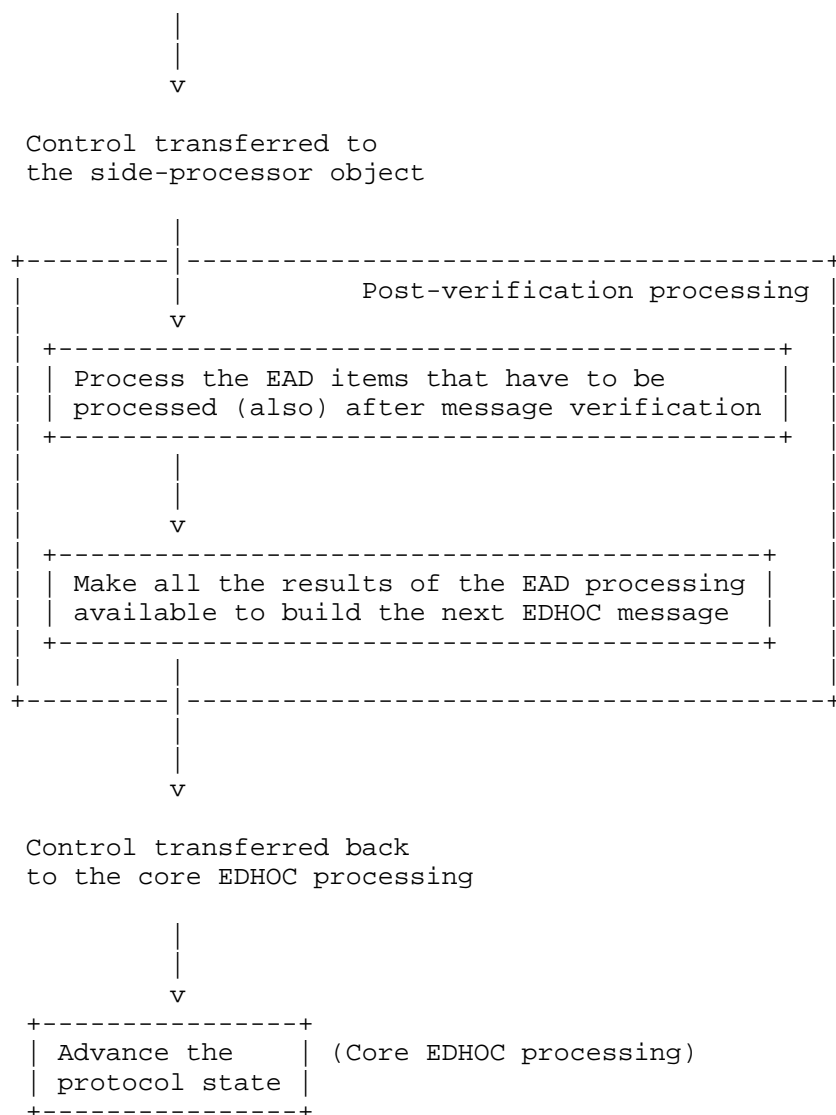 Control transferred to
the side-processor object
Post-verification processing
Process the EAD items that have to be
processed (also) after message verification
Make all the results of the EAD processing
available to build the next EDHOC message
Control transferred back
to the core EDHOC processing
Advance the (Core EDHOC processing)
protocol state